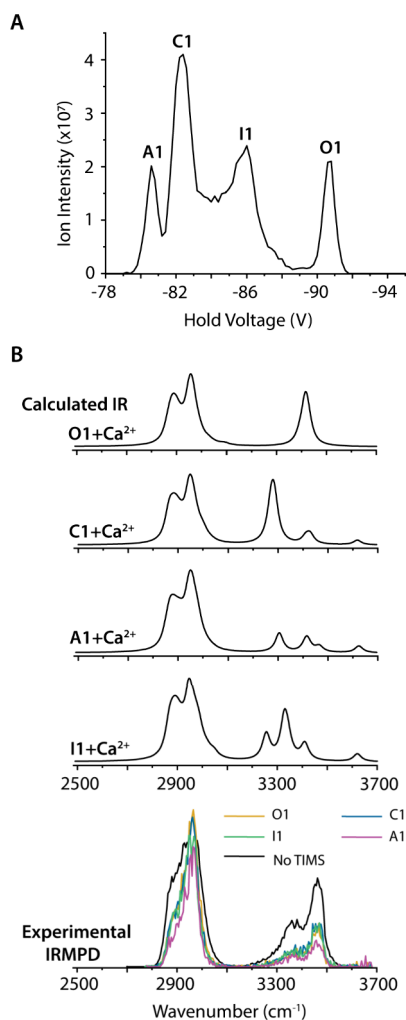 A
C1
A1
I1
O1
Ion Intensity (x10⁷)
4
3
2
1
0
-78 -82 -86 -90 -94
Hold Voltage (V)
B
Calculated IR
O1+Ca²⁺
C1+Ca²⁺
A1+Ca²⁺
I1+Ca²⁺
2500 2900 3300 3700
O1 C1
I1 A1
No TIMS
Experimental
IRMPD
2500 2900 3300 3700
Wavenumber (cm⁻¹)